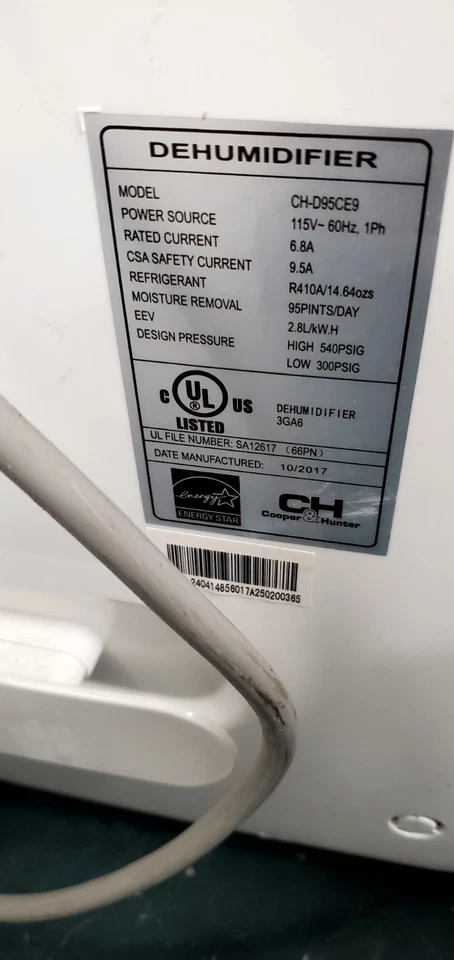 DEHUMIDIFIER
MODEL CH-D95CE9
POWER SOURCE 115V~ 60Hz, 1Ph
RATED CURRENT 6.8A
CSA SAFETY CURRENT 9.5A
REFRIGERANT R410A/14.64ozs
MOISTURE REMOVAL 95PINTS/DAY
EEV 2.8L/kW.H
DESIGN PRESSURE HIGH 540PSIG
LOW 300PSIG
C UL US
LISTED
DEHUMIDIFIER
3GA6
UL FILE NUMBER: SA12617 (66PN)
DATE MANUFACTURED: 10/2017
energy
ENERGY STAR
CH
Cooper & Hunter
240414856017A250200365